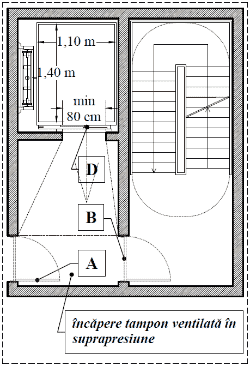 1,10 m
1,40 m
min
80 cm
D
B
A
încăpere tampon ventilată în
suprapresiune